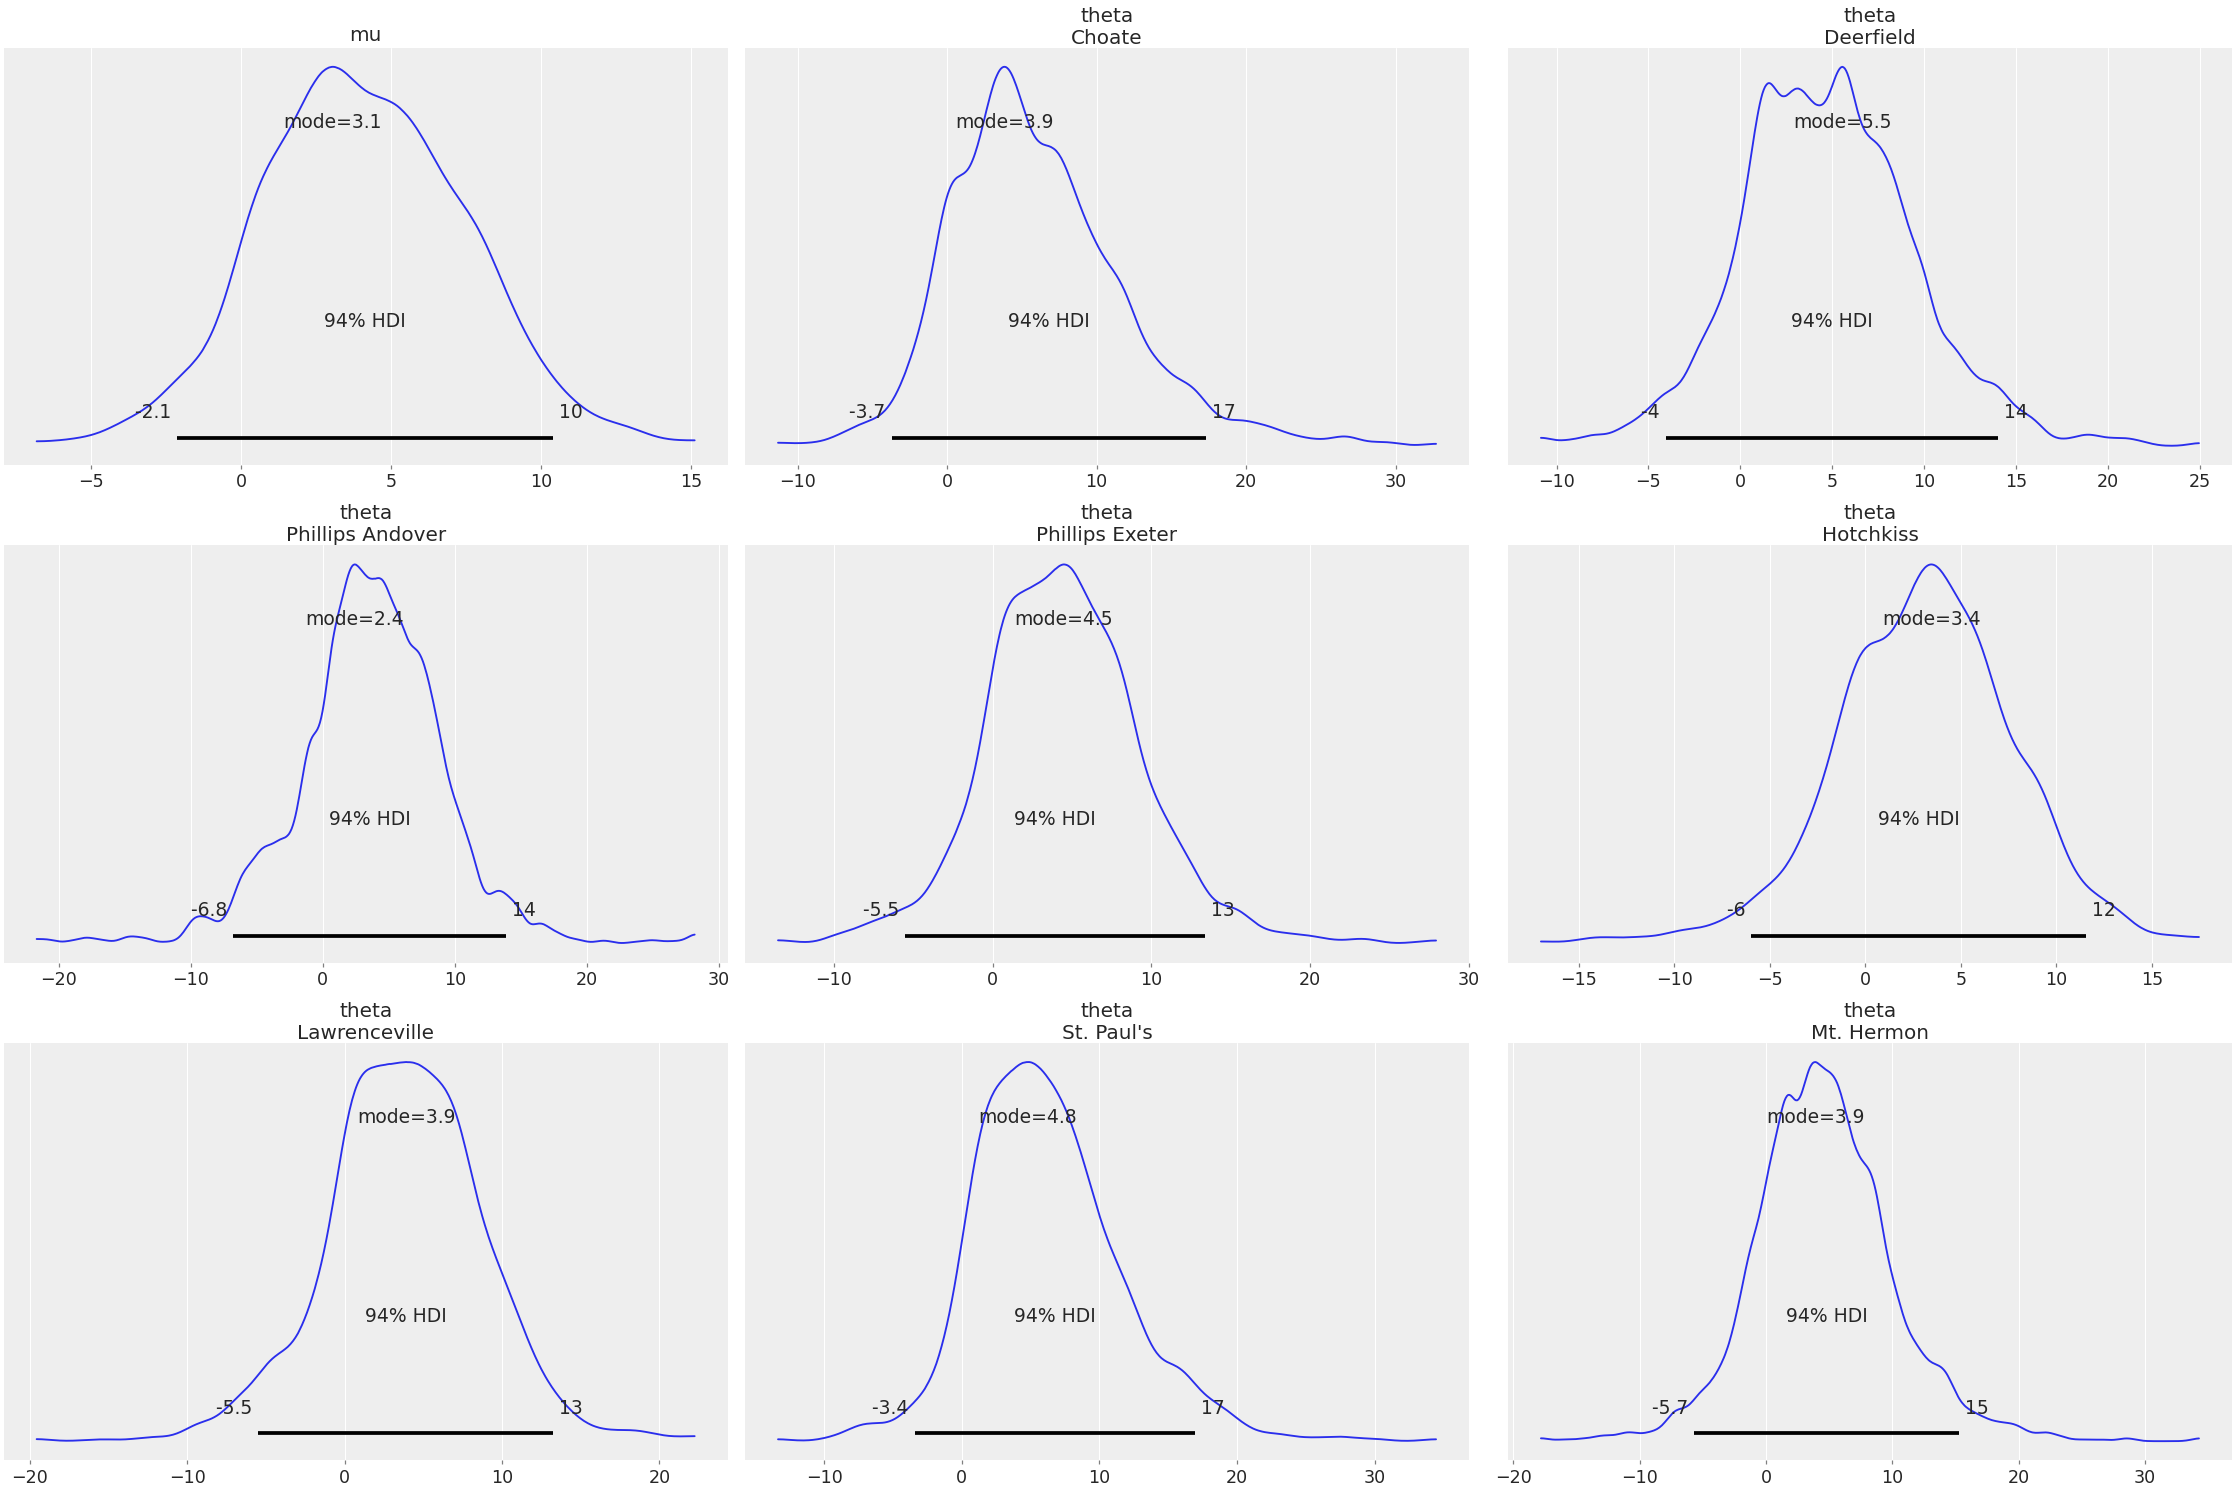 mu
mode=3.1
94% HDI
-2.1 10
−5 0 5 10 15
theta
Choate
mode=3.9
94% HDI
-3.7 17
−10 0 10 20 30
theta
Deerfield
mode=5.5
94% HDI
-4 14
−10 −5 0 5 10 15 20 25
theta
Phillips Andover
mode=2.4
94% HDI
-6.8 14
−20 −10 0 10 20 30
theta
Phillips Exeter
mode=4.5
94% HDI
-5.5 13
−10 0 10 20 30
theta
Hotchkiss
mode=3.4
94% HDI
-6 12
−15 −10 −5 0 5 10 15
theta
Lawrenceville
mode=3.9
94% HDI
-5.5 13
−20 −10 0 10 20
theta
St. Paul's
mode=4.8
94% HDI
-3.4 17
−10 0 10 20 30
theta
Mt. Hermon
mode=3.9
94% HDI
-5.7 15
−20 −10 0 10 20 30